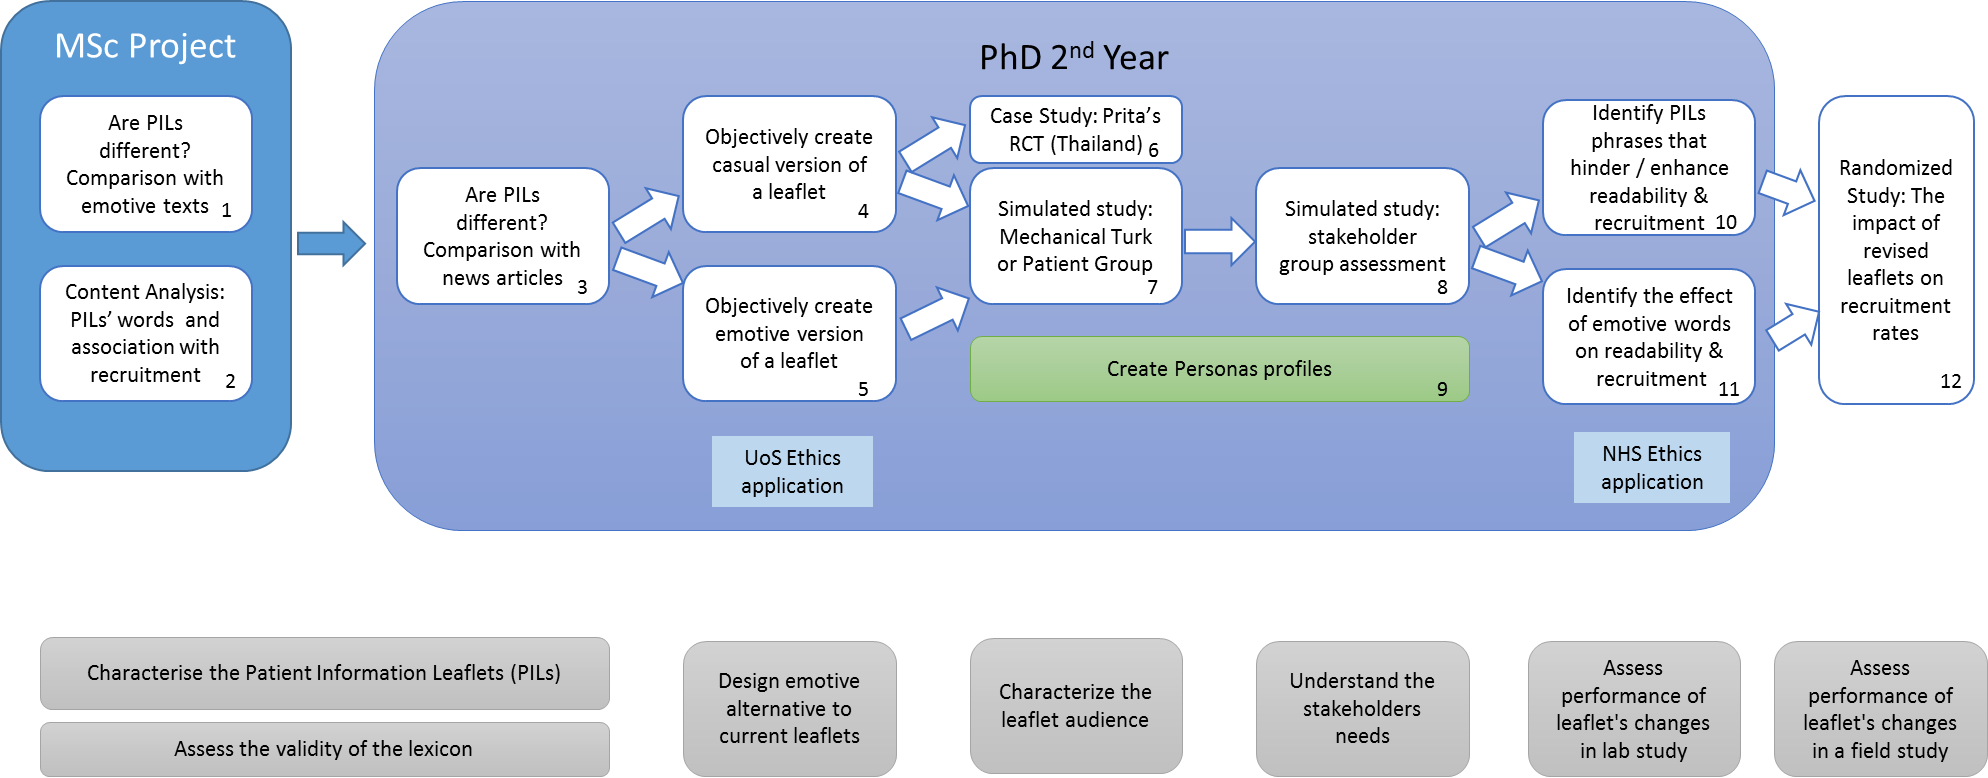 MSc Project
Are PILs
different?
Comparison with
emotive texts 1
Content Analysis:
PILs’ words and
association with
recruitment 2
PhD 2nd Year
Are PILs
different?
Comparison with
news articles 3
Objectively create
casual version of
a leaflet
4
Objectively create
emotive version
of a leaflet
5
Case Study: Prita’s
RCT (Thailand) 6
Simulated study:
Mechanical Turk
or Patient Group
7
Simulated study:
stakeholder
group assessment
8
Create Personas profiles
9
Identify PILs
phrases that
hinder / enhance
readability &
recruitment 10
Identify the effect
of emotive words
on readability &
recruitment 11
Randomized
Study: The
impact of
revised
leaflets on
recruitment
rates
12
UoS Ethics
application
NHS Ethics
application
Characterise the Patient Information Leaflets (PILs)
Assess the validity of the lexicon
Design emotive
alternative to
current leaflets
Characterize the
leaflet audience
Understand the
stakeholders
needs
Assess
performance of
leaflet's changes
in lab study
Assess
performance of
leaflet's changes
in a field study